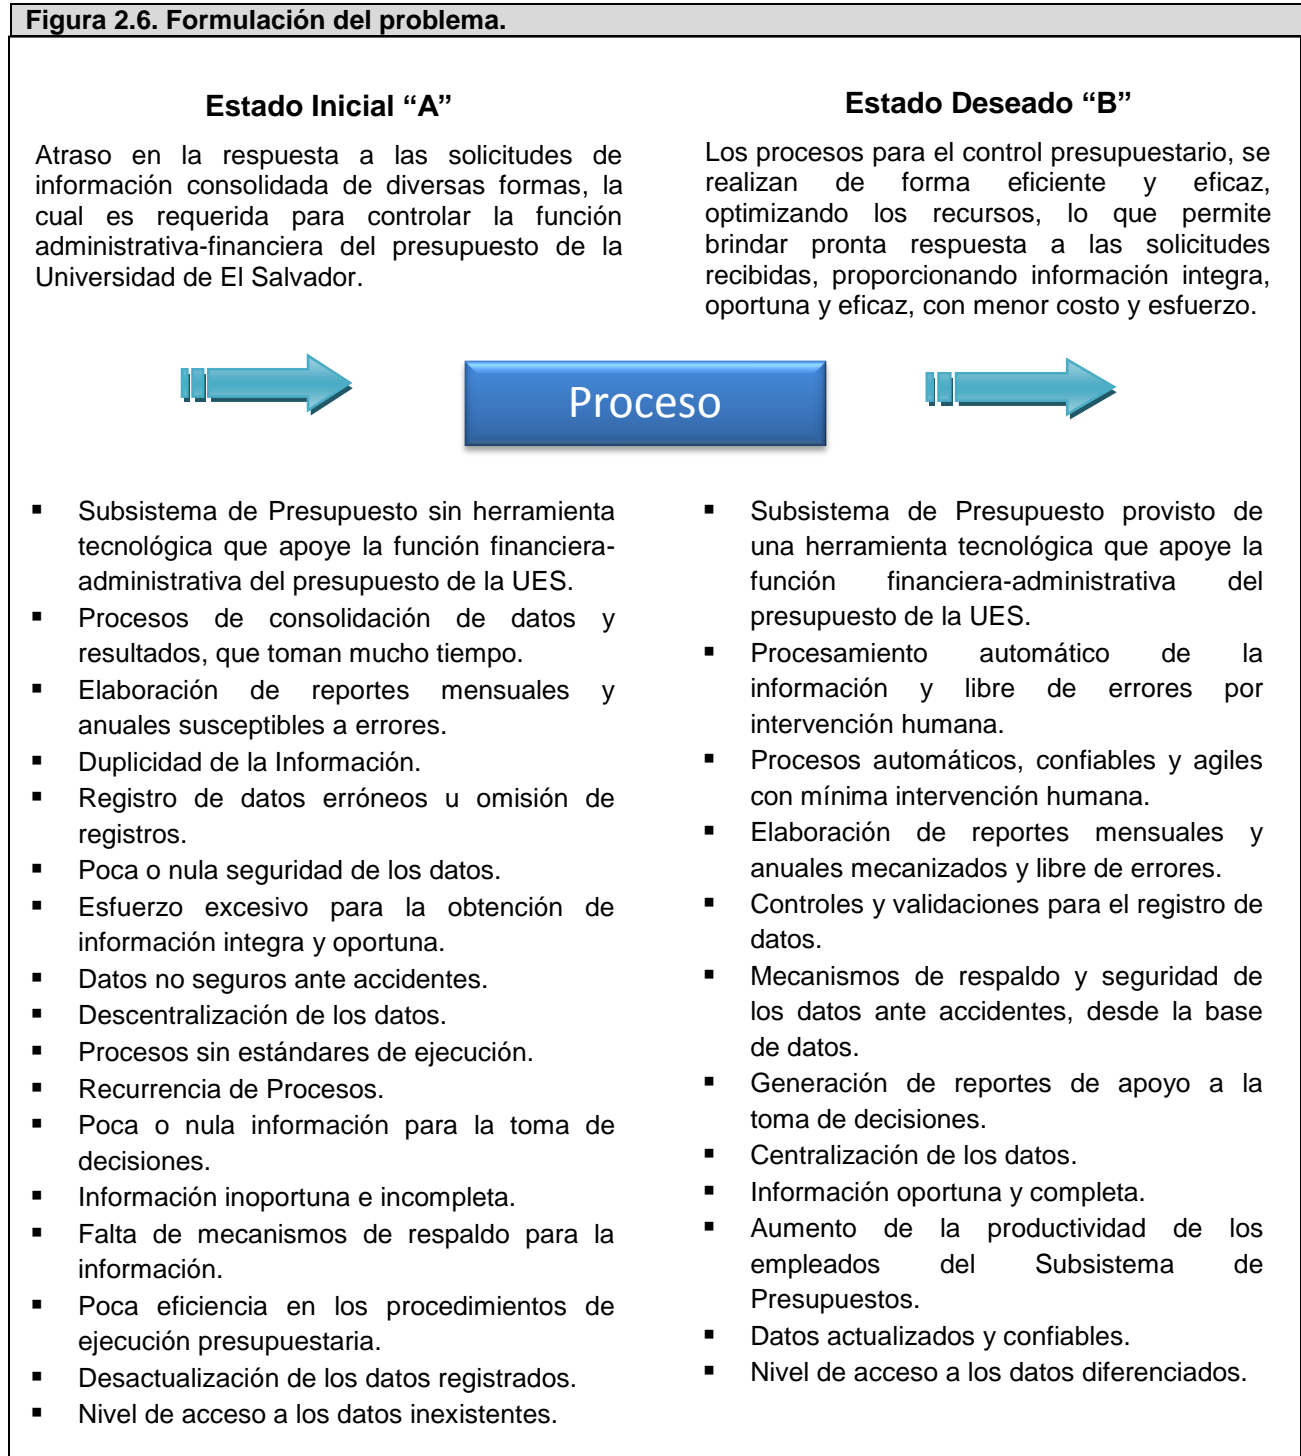 Figura 2.6. Formulación del problema.
Estado Inicial “A”
Atraso en la respuesta a las solicitudes de
información consolidada de diversas formas, la
cual es requerida para controlar la función
administrativa-financiera del presupuesto de la
Universidad de El Salvador.
Estado Deseado “B”
Los procesos para el control presupuestario, se
realizan de forma eficiente y eficaz,
optimizando los recursos, lo que permite
brindar pronta respuesta a las solicitudes
recibidas, proporcionando información integra,
oportuna y eficaz, con menor costo y esfuerzo.
Proceso
▪ Subsistema de Presupuesto sin herramienta
tecnológica que apoye la función financiera-
administrativa del presupuesto de la UES.
▪ Procesos de consolidación de datos y
resultados, que toman mucho tiempo.
▪ Elaboración de reportes mensuales y
anuales susceptibles a errores.
▪ Duplicidad de la Información.
▪ Registro de datos erróneos u omisión de
registros.
▪ Poca o nula seguridad de los datos.
▪ Esfuerzo excesivo para la obtención de
información integra y oportuna.
▪ Datos no seguros ante accidentes.
▪ Descentralización de los datos.
▪ Procesos sin estándares de ejecución.
▪ Recurrencia de Procesos.
▪ Poca o nula información para la toma de
decisiones.
▪ Información inoportuna e incompleta.
▪ Falta de mecanismos de respaldo para la
información.
▪ Poca eficiencia en los procedimientos de
ejecución presupuestaria.
▪ Desactualización de los datos registrados.
▪ Nivel de acceso a los datos inexistentes.
▪ Subsistema de Presupuesto provisto de
una herramienta tecnológica que apoye la
función financiera-administrativa del
presupuesto de la UES.
▪ Procesamiento automático de la
información y libre de errores por
intervención humana.
▪ Procesos automáticos, confiables y agiles
con mínima intervención humana.
▪ Elaboración de reportes mensuales y
anuales mecanizados y libre de errores.
▪ Controles y validaciones para el registro de
datos.
▪ Mecanismos de respaldo y seguridad de
los datos ante accidentes, desde la base
de datos.
▪ Generación de reportes de apoyo a la
toma de decisiones.
▪ Centralización de los datos.
▪ Información oportuna y completa.
▪ Aumento de la productividad de los
empleados del Subsistema de
Presupuestos.
▪ Datos actualizados y confiables.
▪ Nivel de acceso a los datos diferenciados.